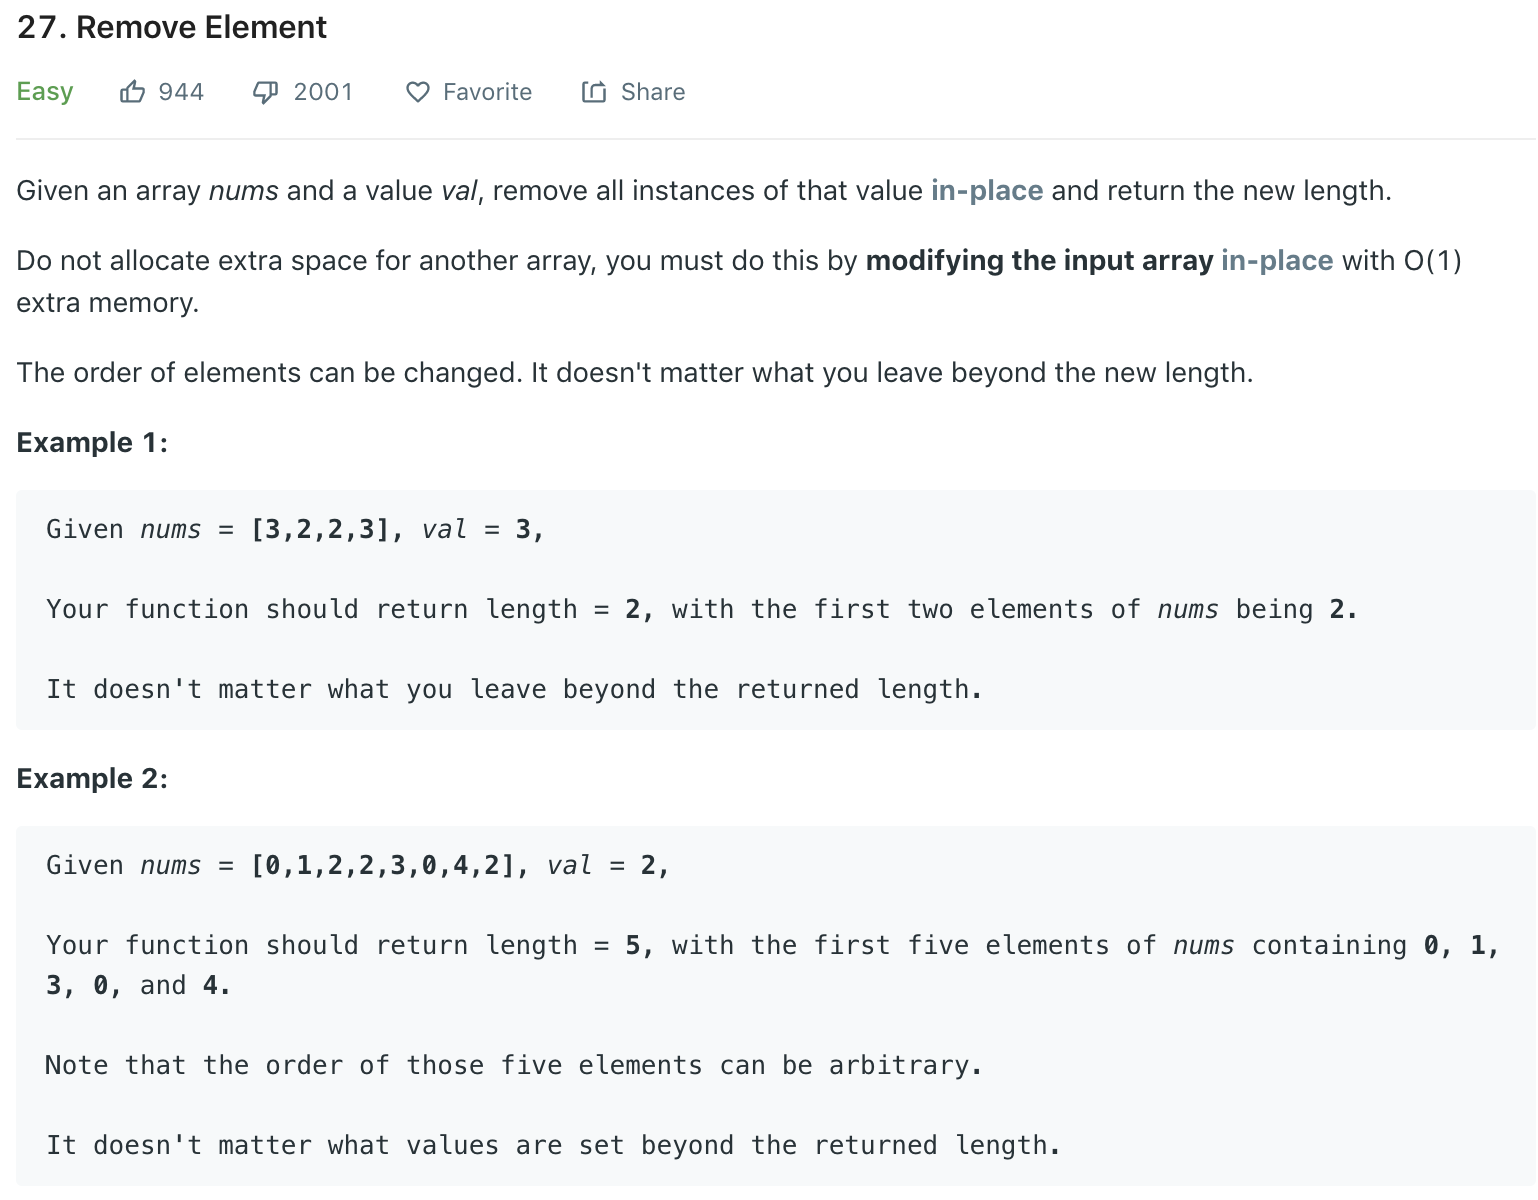 27. Remove Element
Easy 944 2001 Favorite Share
Given an array nums and a value val, remove all instances of that value in-place and return the new length.
Do not allocate extra space for another array, you must do this by modifying the input array in-place with O(1)
extra memory.
The order of elements can be changed. It doesn't matter what you leave beyond the new length.
Example 1:
Given nums = [3,2,2,3], val = 3,
Your function should return length = 2, with the first two elements of nums being 2.
It doesn't matter what you leave beyond the returned length.
Example 2:
Given nums = [0,1,2,2,3,0,4,2], val = 2,
Your function should return length = 5, with the first five elements of nums containing 0, 1,
3, 0, and 4.
Note that the order of those five elements can be arbitrary.
It doesn't matter what values are set beyond the returned length.